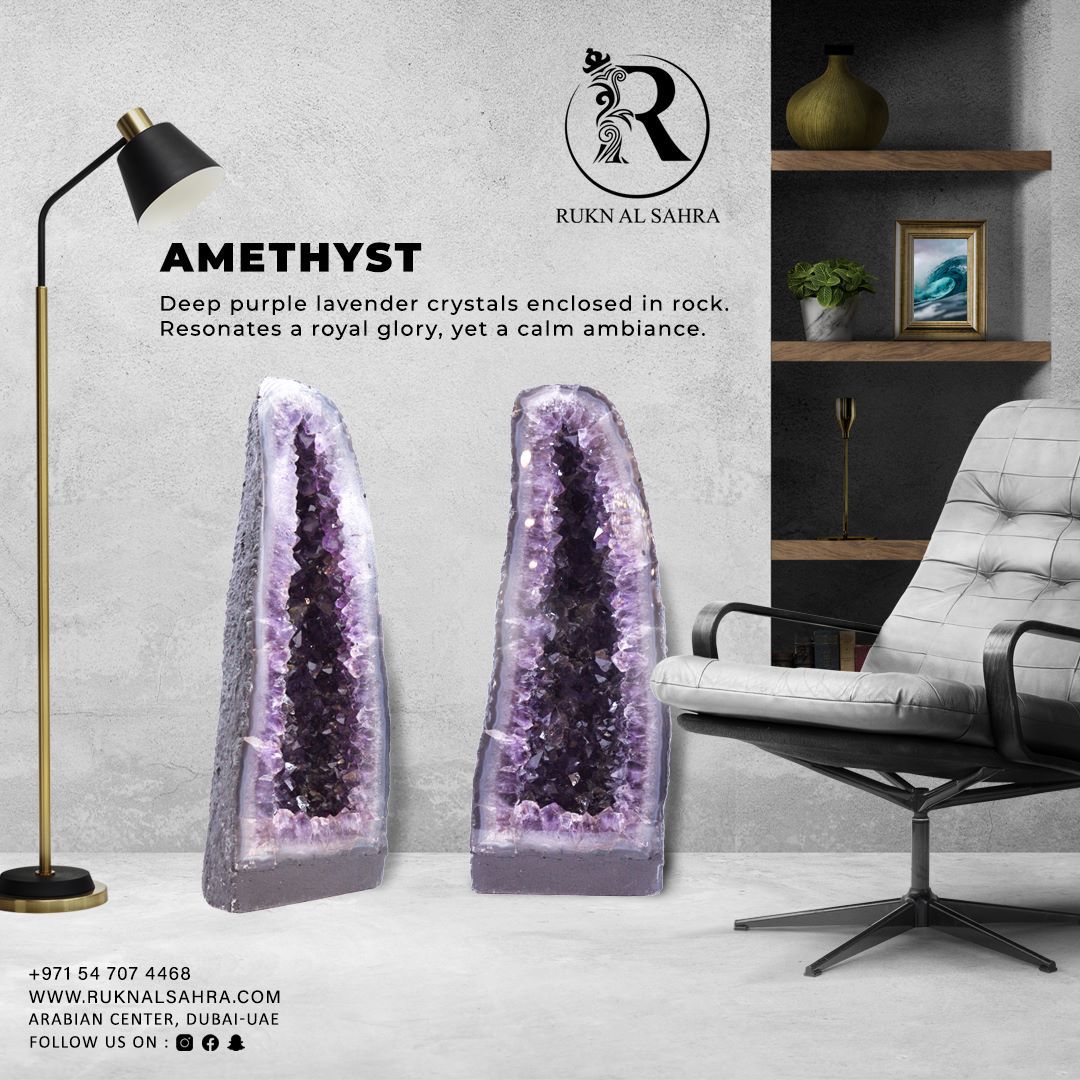 R
RUKN AL SAHRA
AMETHYST
Deep purple lavender crystals enclosed in rock.
Resonates a royal glory, yet a calm ambiance.
+971 54 707 4468
WWW.RUKNALSAHRA.COM
ARABIAN CENTER, DUBAI-UAE
FOLLOW US ON :